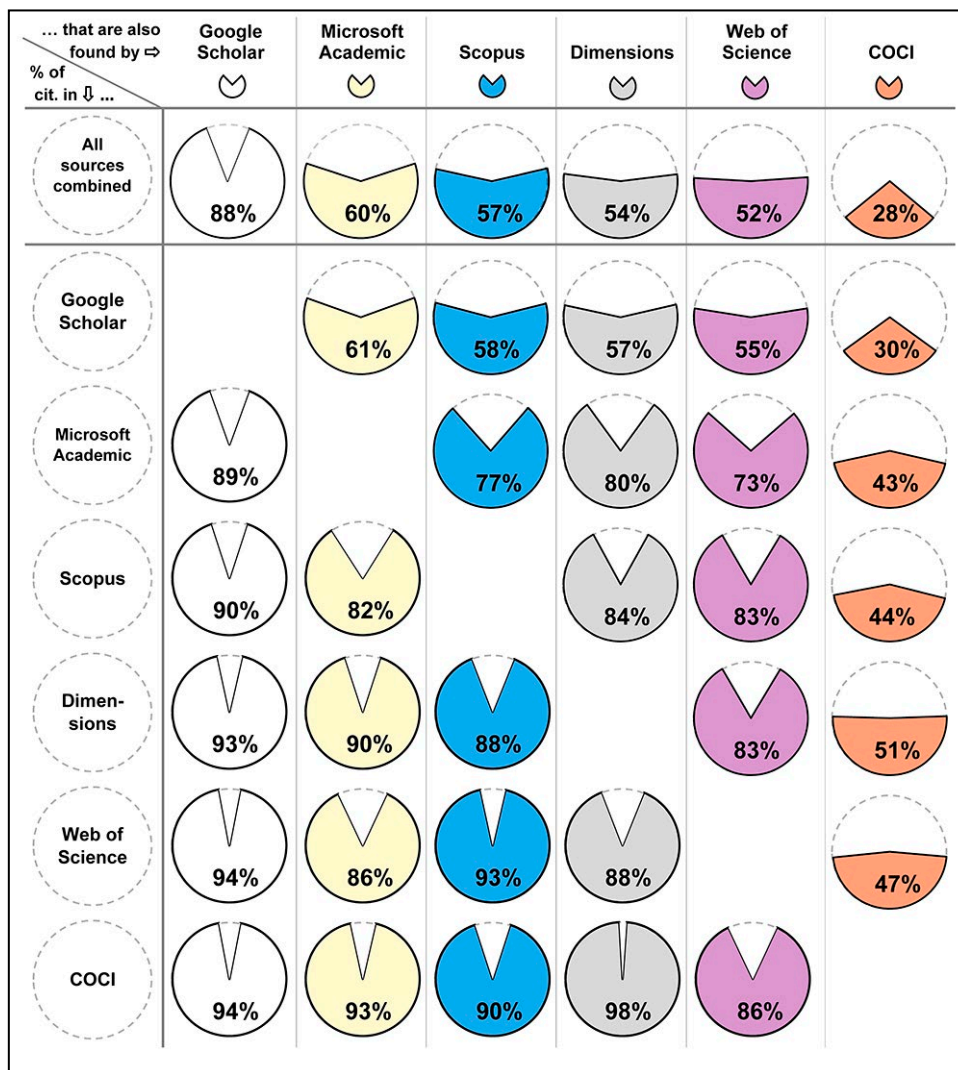 … that are also
found by ⇨
% of
cit. in ⇩ ...
Google
Scholar
Microsoft
Academic
Scopus
Dimensions
Web of
Science
COCI
All
sources
combined
88%
60%
57%
54%
52%
28%
Google
Scholar
61%
58%
57%
55%
30%
Microsoft
Academic
89%
77%
80%
73%
43%
Scopus
90%
82%
84%
83%
44%
Dimen-
sions
93%
90%
88%
83%
51%
Web of
Science
94%
86%
93%
88%
47%
COCI
94%
93%
90%
98%
86%